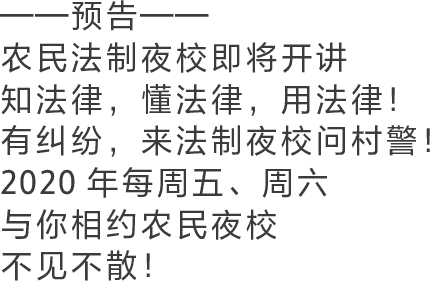 ——预告——
农民法制夜校即将开讲
知法律，懂法律，用法律！
有纠纷，来法制夜校问村警！
2020 年每周五、周六
与你相约农民夜校
不见不散！